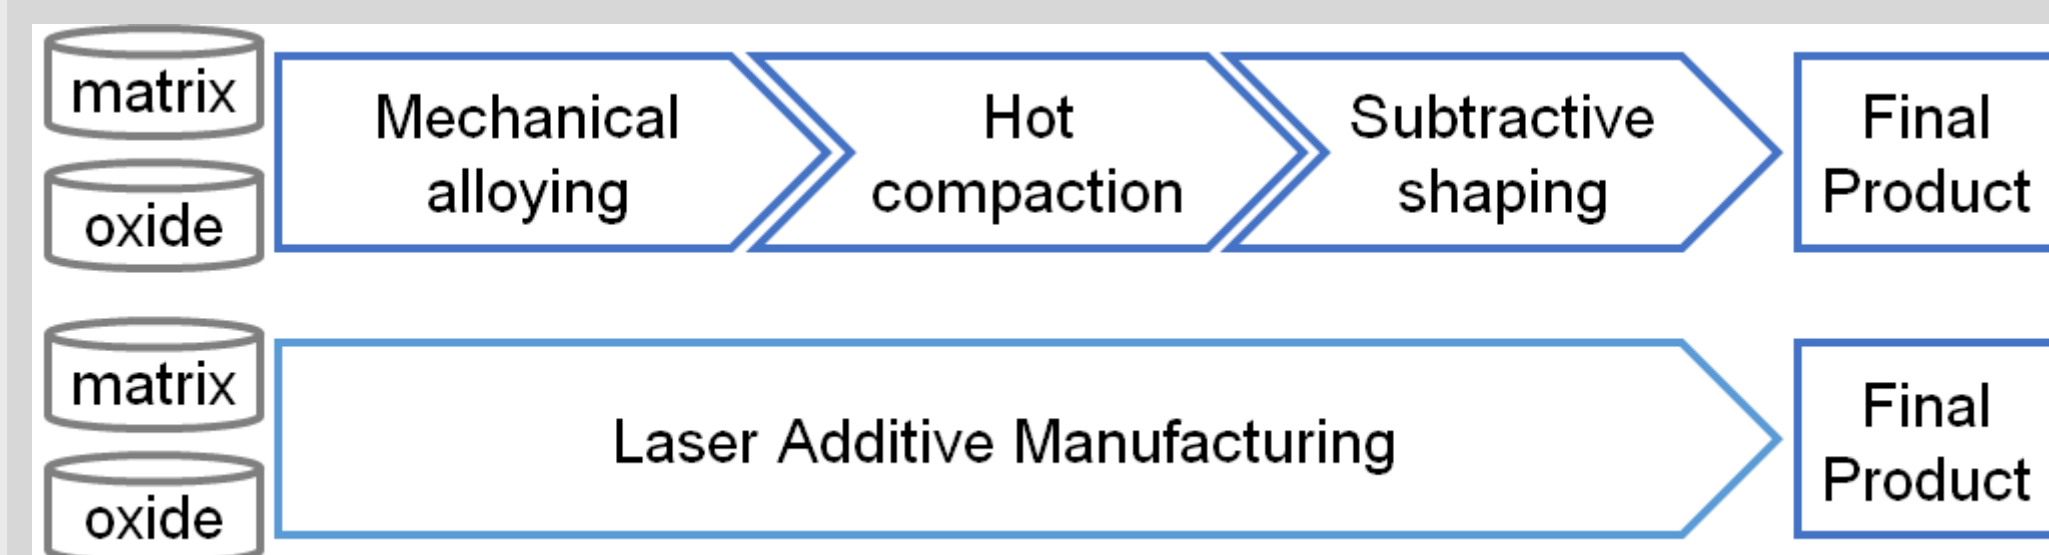 matrix
oxide
Mechanical
alloying
Hot
compaction
Subtractive
shaping
Final
Product
matrix
oxide
Laser Additive Manufacturing
Final
Product